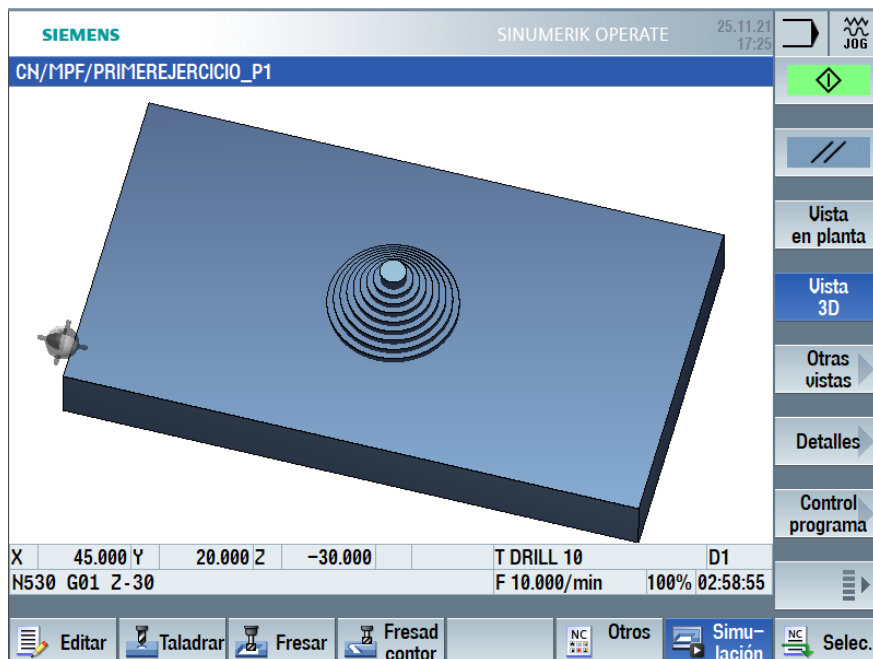 SIEMENS
SINUMERIK OPERATE
25.11.21
17:25
JOG
CN/MPF/PRIMEREJERCICIO_P1
Vista
en planta
Vista
3D
Otras
vistas
Detalles
Control
programa
X 45.000 Y 20.000 Z -30.000 T DRILL 10 D1
N530 G01 Z-30 F 10.000/min 100% 02:58:55
Editar
Taladrar
Fresar
Fresad
contor
NC
Otros
Simu-
lación
NC
Selec.